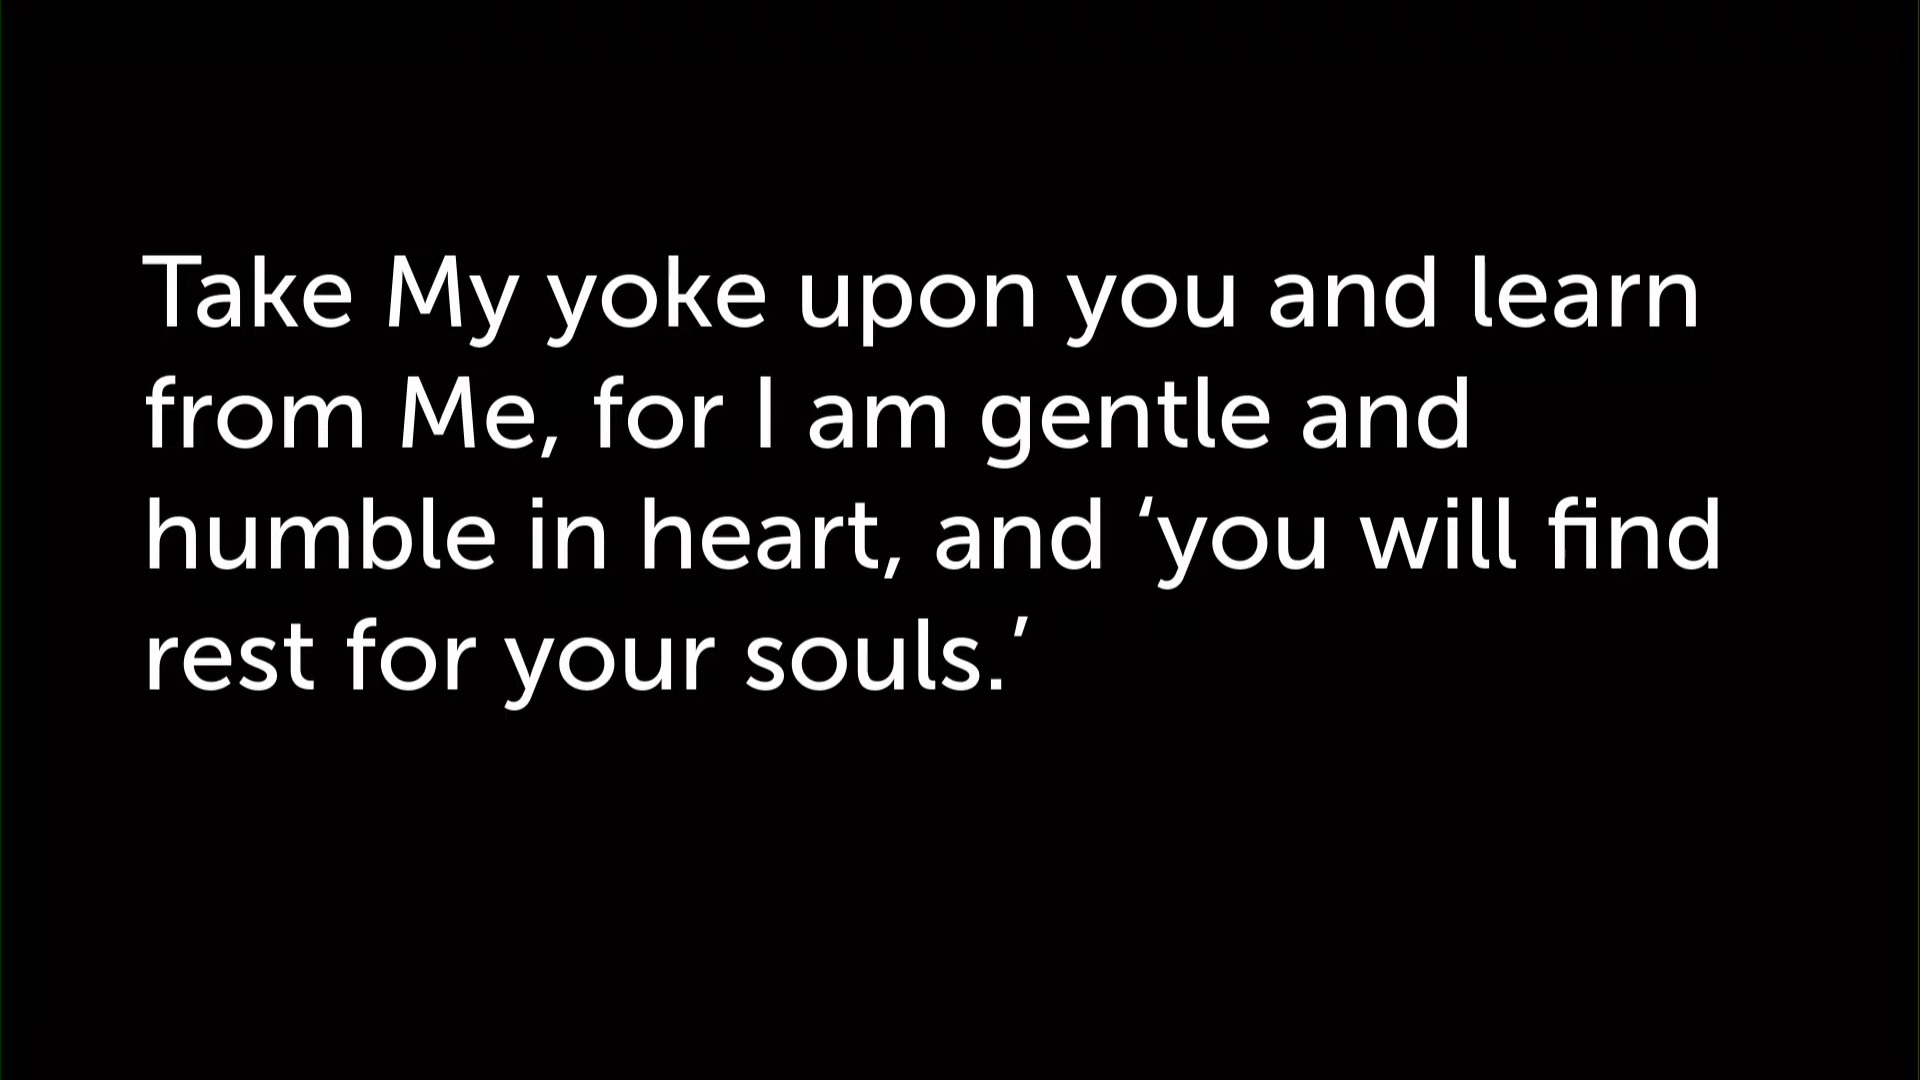 Take My yoke upon you and learn
from Me, for I am gentle and
humble in heart, and ‘you will find
rest for your souls.’